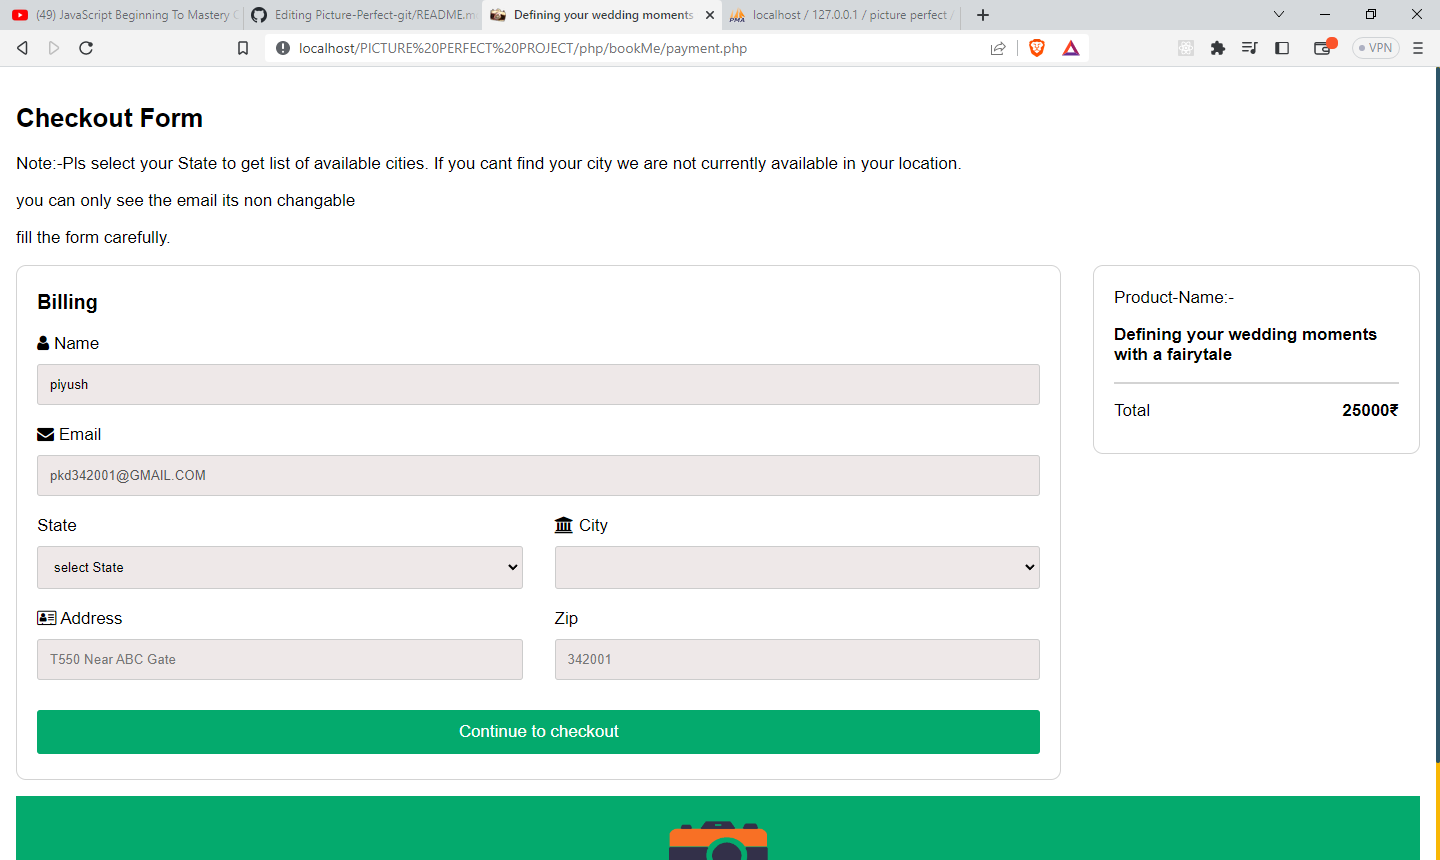 (49) JavaScript Beginning To Mastery
Editing Picture-Perfect-git/README.m
Defining your wedding moments
PMA
localhost / 127.0.0.1 / picture perfect /
localhost/PICTURE%20PERFECT%20PROJECT/php/bookMe/payment.php
VPN
Checkout Form
Note:-Pls select your State to get list of available cities. If you cant find your city we are not currently available in your location.
you can only see the email its non changable
fill the form carefully.
Billing
Name
piyush
Email
pkd342001@GMAIL.COM
State
City
select State
Address
Zip
T550 Near ABC Gate
342001
Continue to checkout
Product-Name:-
Defining your wedding moments
with a fairytale
Total 25000₹